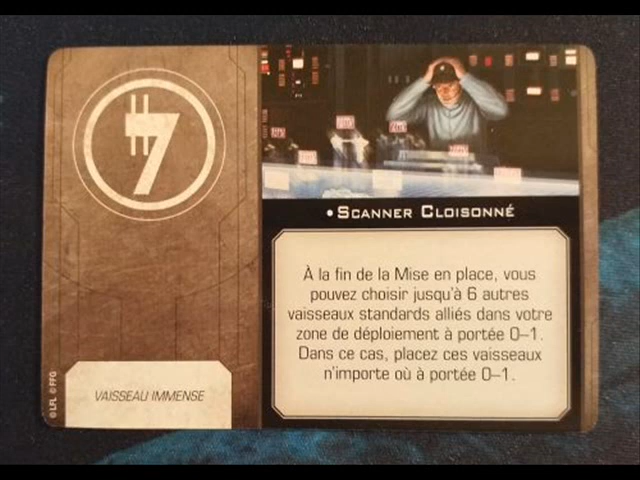 • SCANNER CLOISONNÉ
À la fin de la Mise en place, vous
pouvez choisir jusqu'à 6 autres
vaisseaux standards alliés dans votre
zone de déploiement à portée 0–1.
Dans ce cas, placez ces vaisseaux
n'importe où à portée 0–1.
VAISSEAU IMMENSE
© LFL © FFG